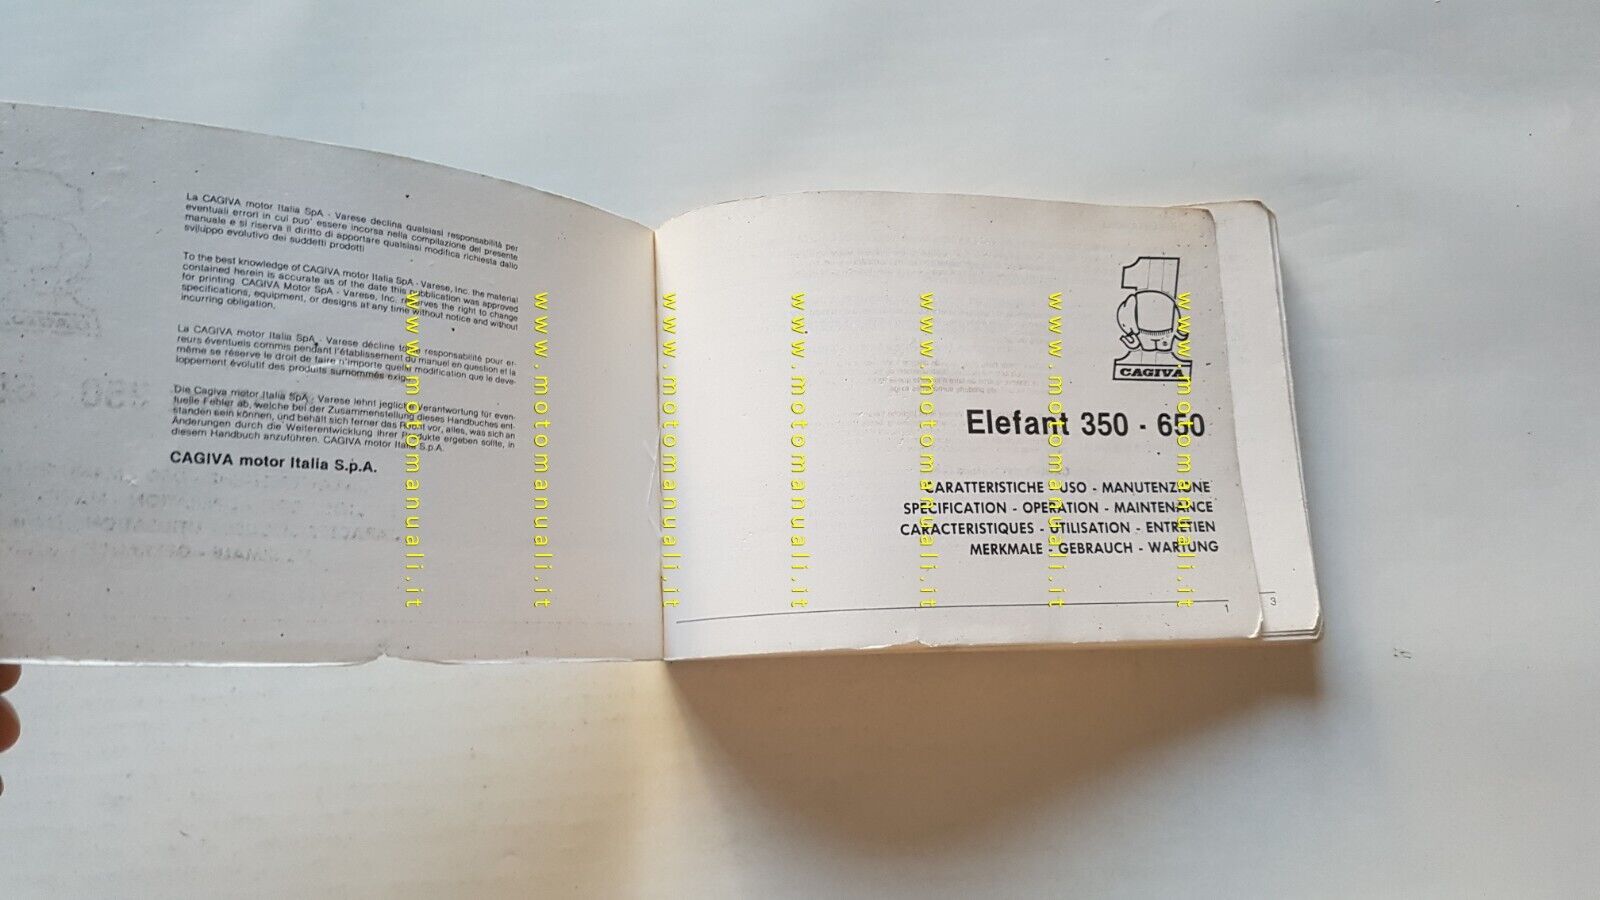 La CAGIVA motor Italia SpA - Varese declina qualsiasi responsabilità per
eventuali errori in cui puo' essere incorsa nella compilazione del presente
manuale e si riserva il diritto di apportare qualsiasi modifica richiesta dallo
sviluppo evolutivo dei suddetti prodotti
To the best knowledge of CAGIVA motor Italia SpA - Varese, Inc. the material
contained herein is accurate as of the date this pubblication was approved
for printing. CAGIVA Motor SpA - Varese, Inc. reserves the right to change
specifications, equipment, or designs at any time without notice and without
incurring obligation.
La CAGIVA motor Italia SpA - Varese décline toute responsabilité pour er-
reurs éventuels commis pendant l'établissement du manuel en question et la
même se réserve le droit de faire n'importe quelle modification que le deve-
loppement évolutif des produits surnommés exige.
Die Cagiva motor Italia SpA - Varese lehnt jegliche Verantwortung für even-
tuelle Fehler ab, welche bei der Zusammenstellung dieses Handbuches ent-
standen sein können, und behält sich ferner das Recht vor, alles, was sich an
Änderungen durch die Weiterentwicklung ihrer Produkte ergeben sollte, in
diesem Handbuch anzuführen. CAGIVA motor Italia S.p.A.
CAGIVA motor Italia S.p.A.
1
CAGIVA
Elefant 350 - 650
CARATTERISTICHE - USO - MANUTENZIONE
SPECIFICATION - OPERATION - MAINTENANCE
CARACTERISTIQUES - UTILISATION - ENTRETIEN
MERKMALE - GEBRAUCH - WARTUNG
1
3
www.motomanuali.it
www.motomanuali.it
www.motomanuali.it
www.motomanuali.it
www.motomanuali.it
www.motomanuali.it
www.motomanuali.it